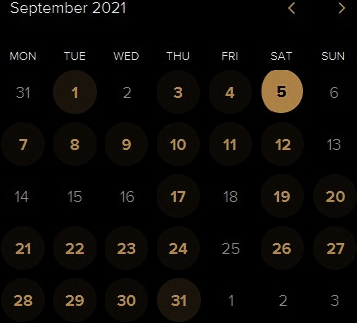 September 2021 < >
MON TUE WED THU FRI SAT SUN
31 1 2 3 4 5 6
7 8 9 10 11 12 13
14 15 16 17 18 19 20
21 22 23 24 25 26 27
28 29 30 31 1 2 3